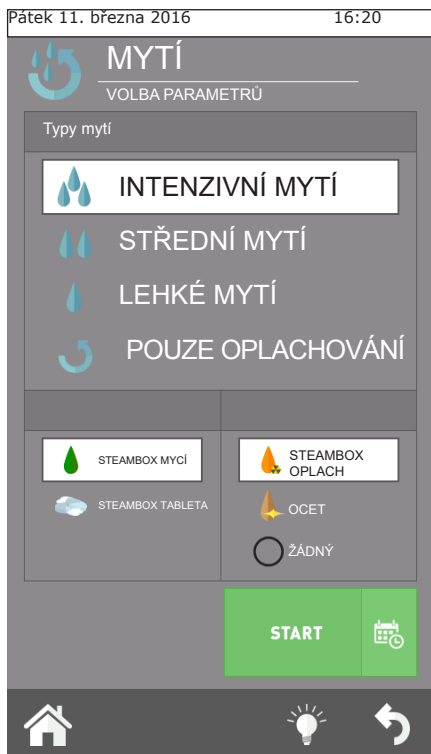 Pátek 11. března 2016 16:20
MYTÍ
VOLBA PARAMETRŮ
Typy mytí
INTENZIVNÍ MYTÍ
STŘEDNÍ MYTÍ
LEHKÉ MYTÍ
POUZE OPLACHOVÁNÍ
STEAMBOX MYCÍ
STEAMBOX TABLETA
STEAMBOX
OPLACH
OCET
ŽÁDNÝ
START